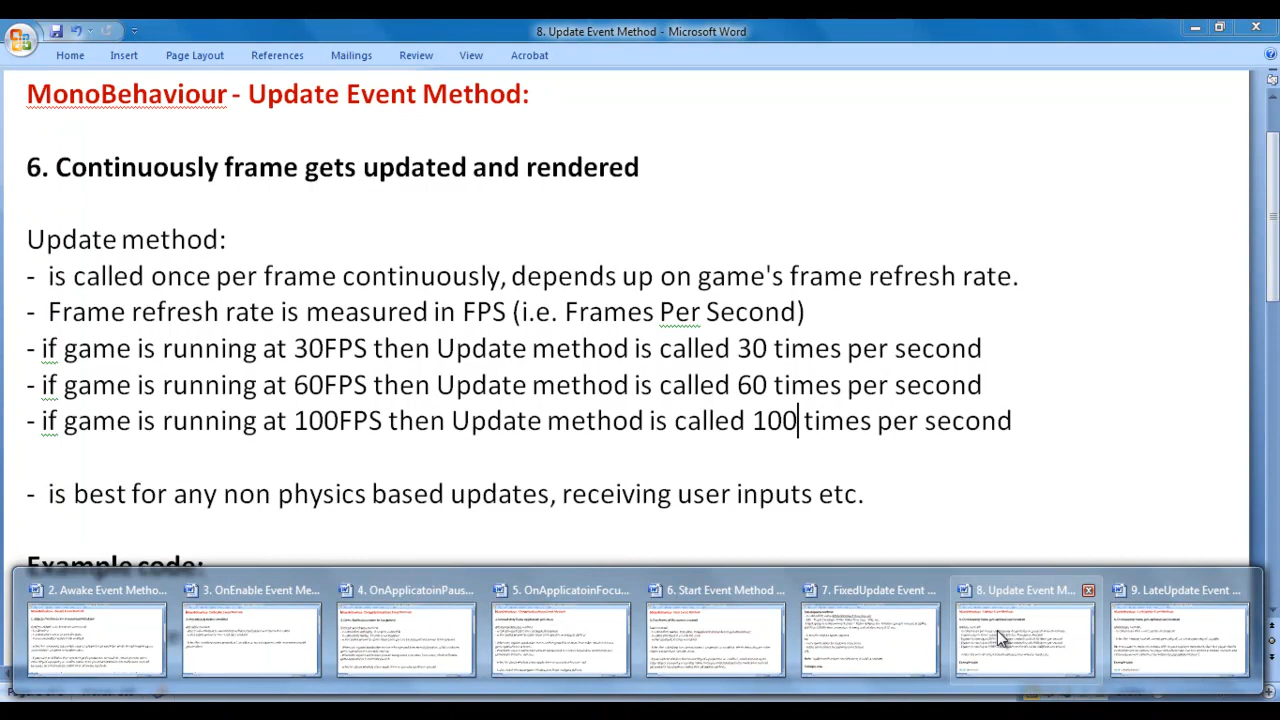 8. Update Event Method - Microsoft Word
Home Insert Page Layout References Mailings Review View Acrobat
MonoBehaviour - Update Event Method:
6. Continuously frame gets updated and rendered
Update method:
- is called once per frame continuously, depends up on game's frame refresh rate.
- Frame refresh rate is measured in FPS (i.e. Frames Per Second)
- if game is running at 30FPS then Update method is called 30 times per second
- if game is running at 60FPS then Update method is called 60 times per second
- if game is running at 100FPS then Update method is called 100 times per second
- is best for any non physics based updates, receiving user inputs etc.
Example code:
2. Awake Event Metho... 3. OnEnable Event Me... 4. OnApplicatoinPaus... 5. OnApplicatoinFocu... 6. Start Event Method ... 7. FixedUpdate Event ... 8. Update Event M... 9. LateUpdate Event ...